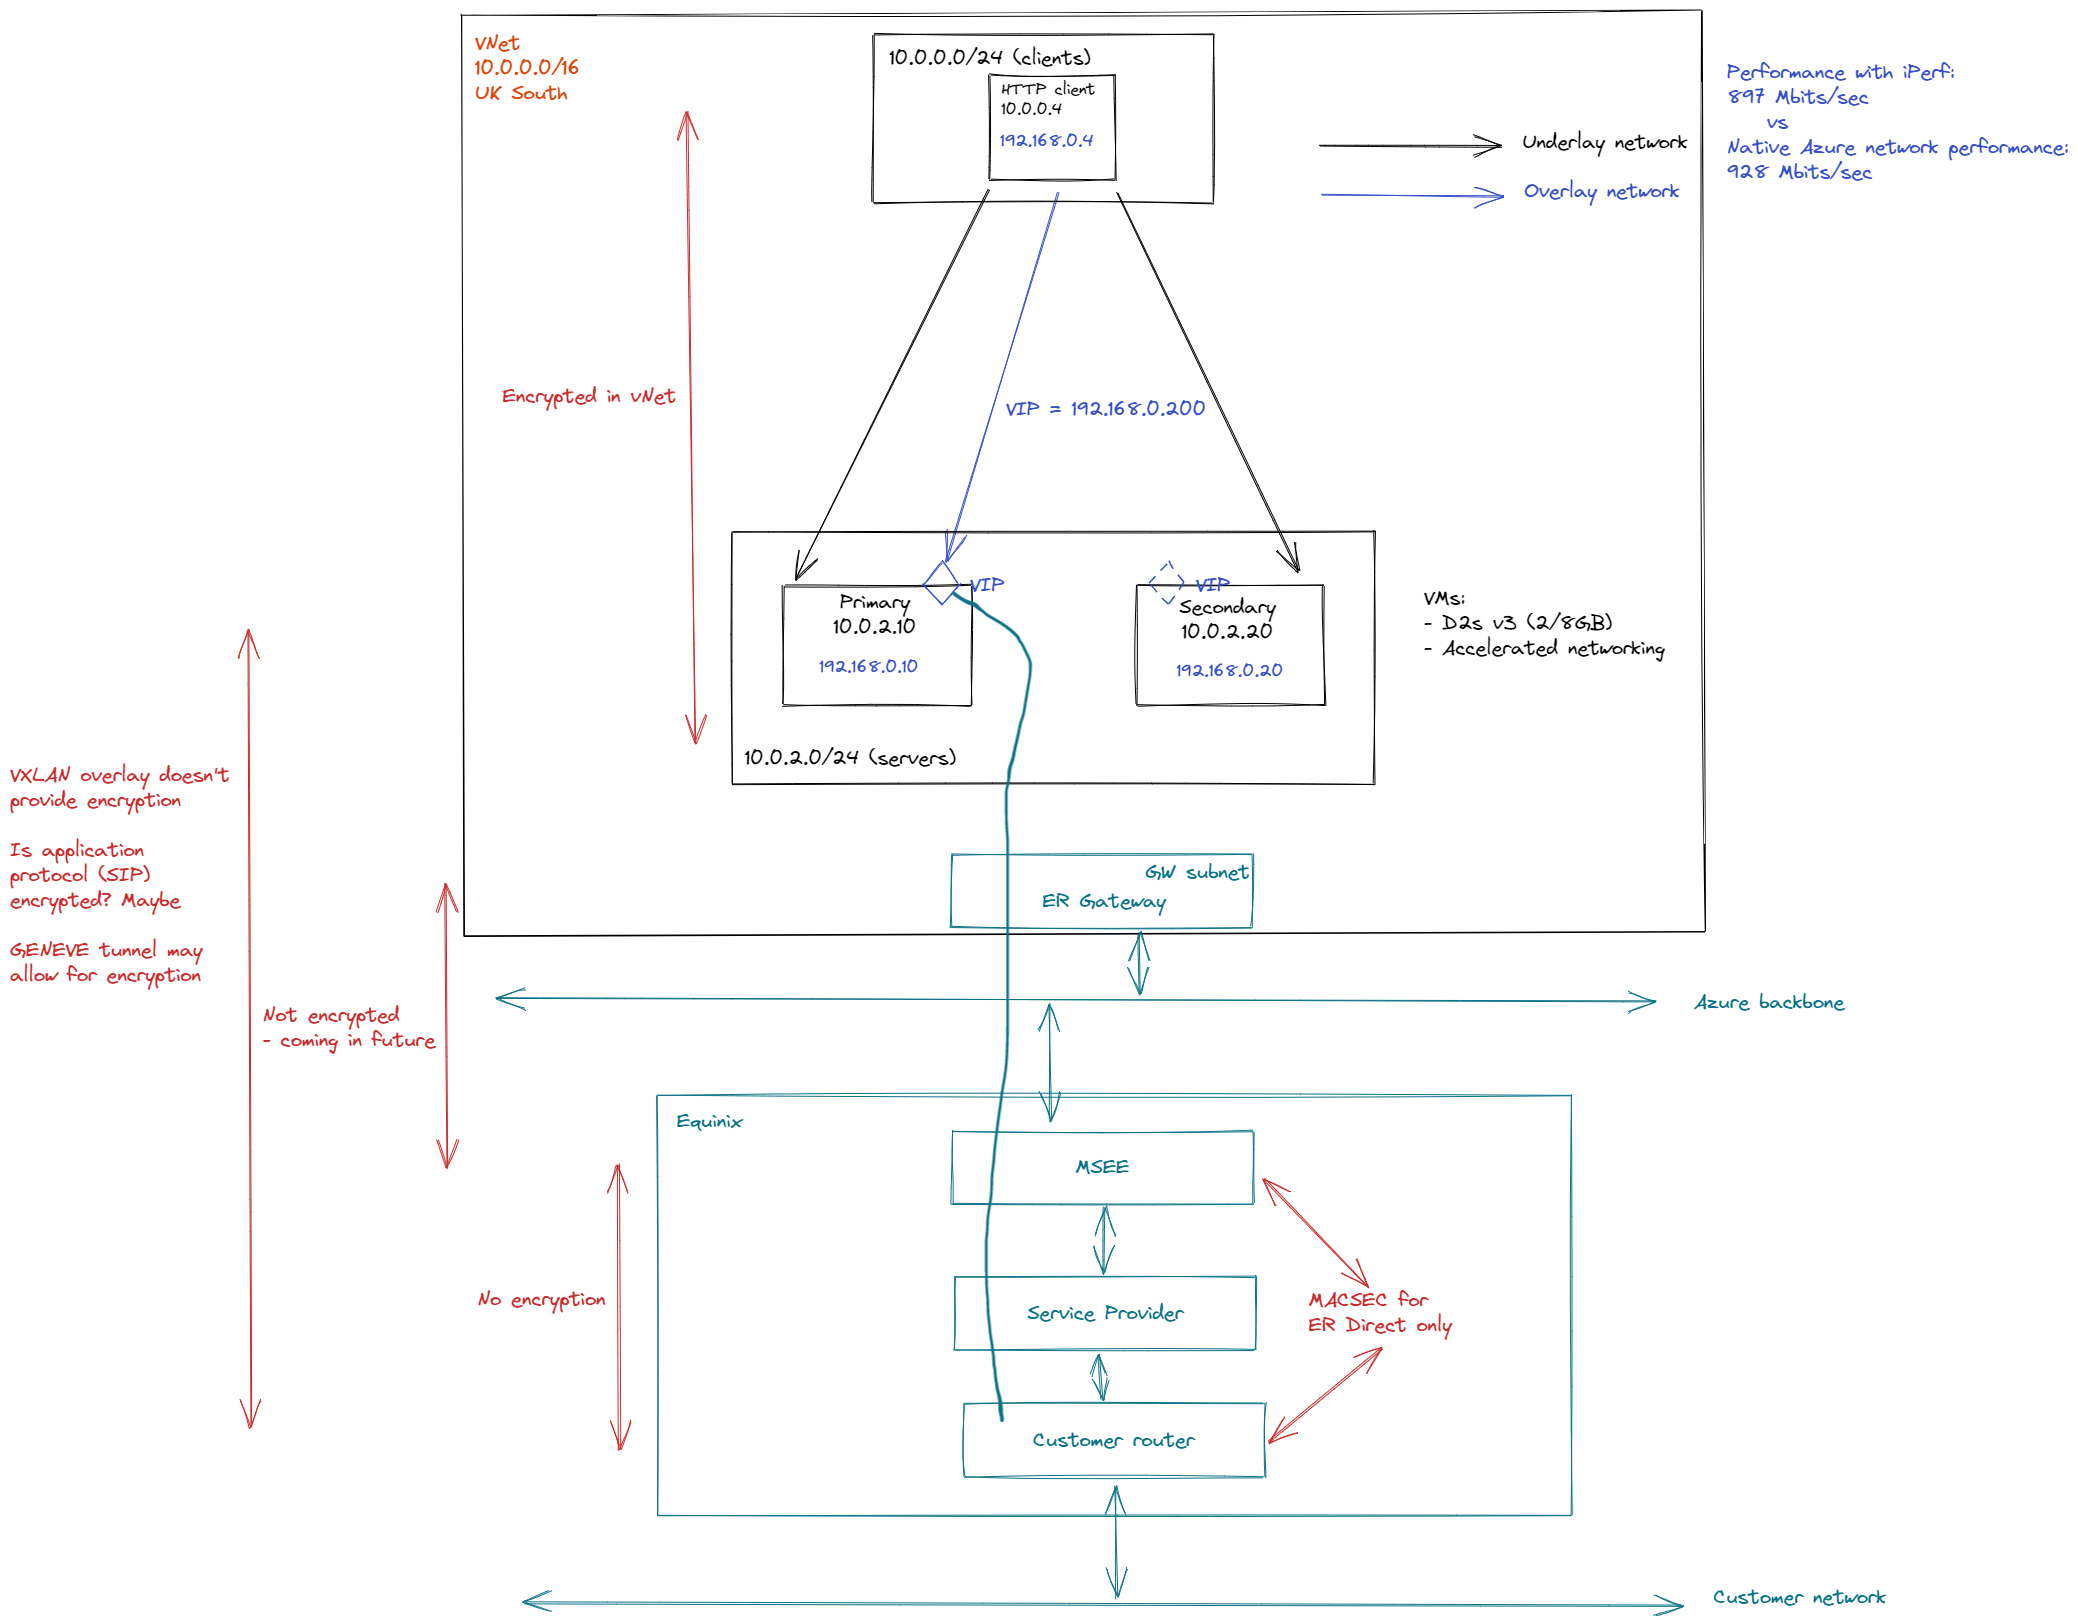 VNet
10.0.0.0/16
UK South
10.0.0.0/24 (clients)
HTTP client
10.0.0.4
192.168.0.4
Underlay network
Overlay network
Performance with iPerf:
897 Mbits/sec
vs
Native Azure network performance:
928 Mbits/sec
Encrypted in vNet
VIP = 192.168.0.200
VIP
Primary
10.0.2.10
192.168.0.10
VIP
Secondary
10.0.2.20
192.168.0.20
10.0.2.0/24 (servers)
VMs:
- D2s v3 (2/8GB)
- Accelerated networking
VXLAN overlay doesn't
provide encryption
Is application
protocol (SIP)
encrypted? Maybe
GENEVE tunnel may
allow for encryption
Not encrypted
- coming in future
GW subnet
ER Gateway
Azure backbone
Equinix
MSEE
Service Provider
Customer router
No encryption
MACSEC for
ER Direct only
Customer network